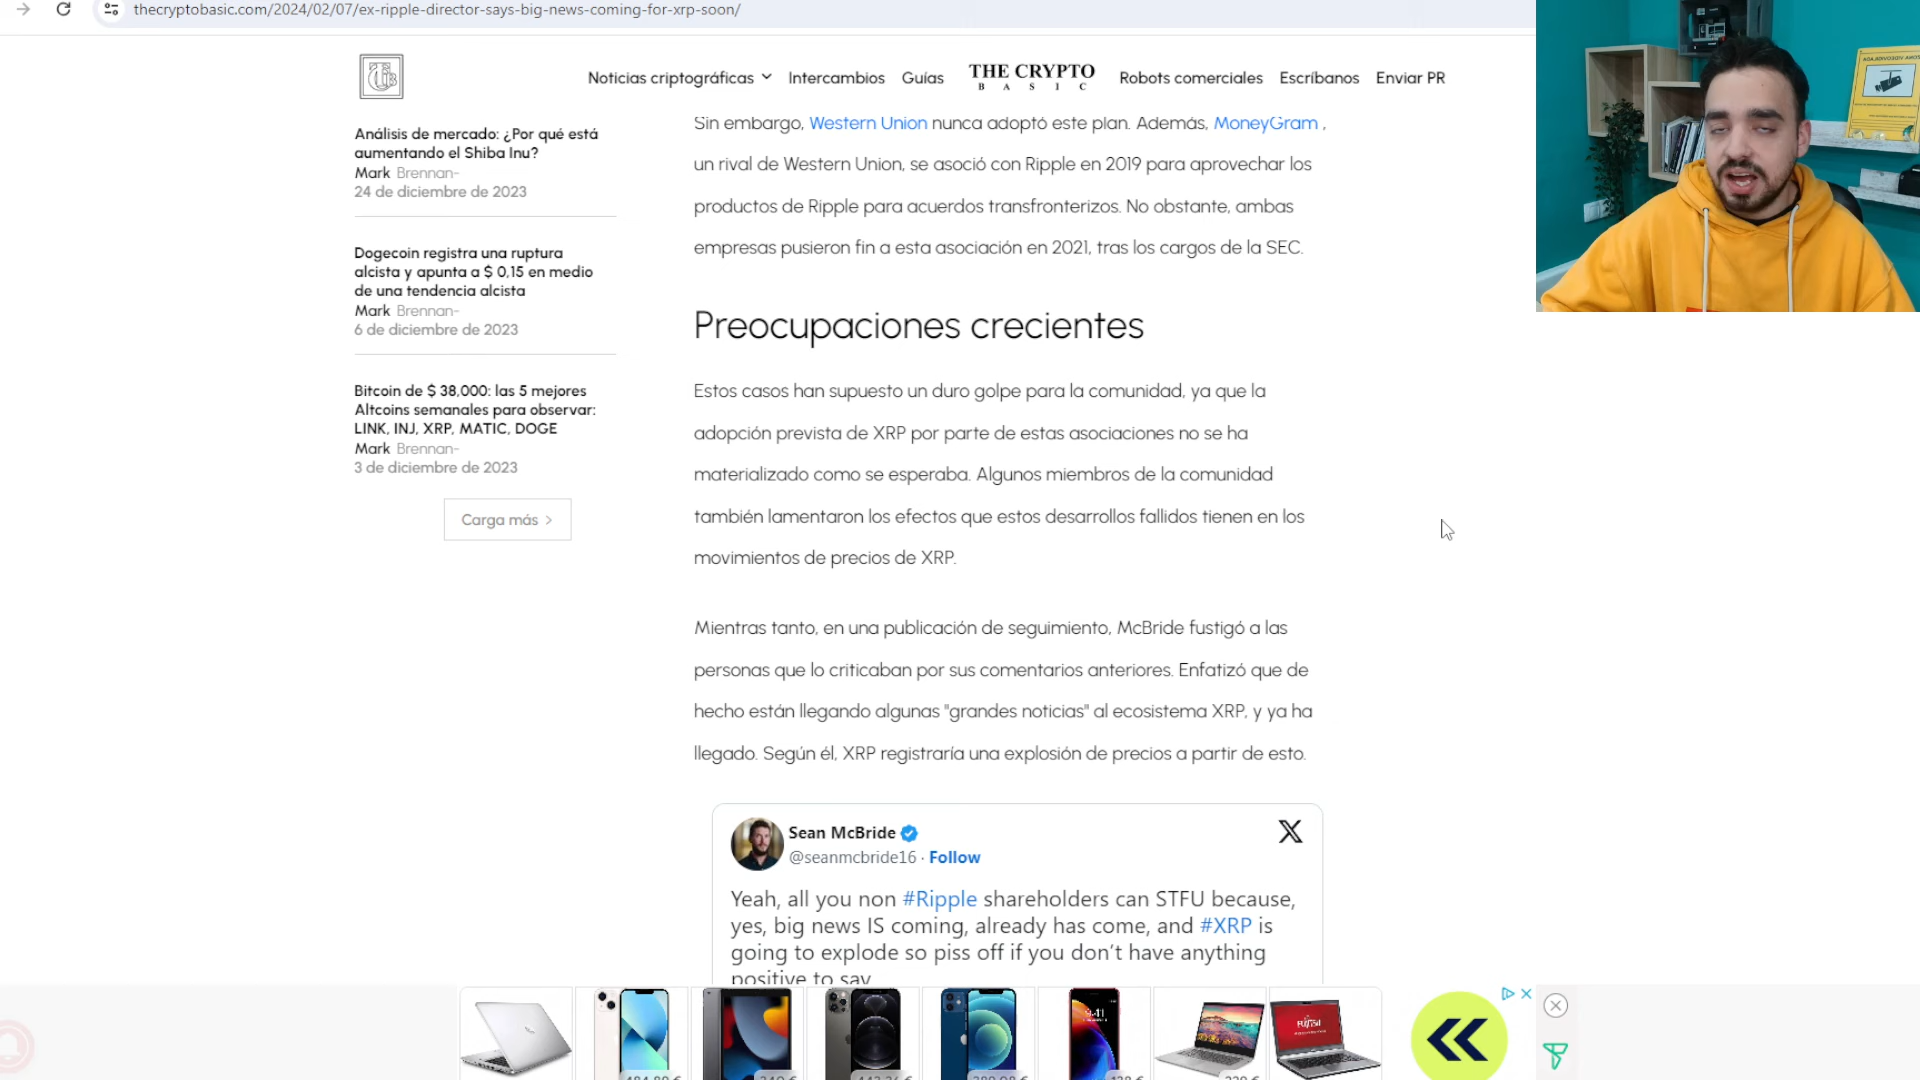 thecryptobasic.com/2024/02/07/ex-ripple-director-says-big-news-coming-for-xrp-soon/
Noticias criptográficas
Intercambios
Guías
THE CRYPTO
BASIC
Robots comerciales
Escríbanos
Enviar PR
Análisis de mercado: ¿Por qué está
aumentando el Shiba Inu?
Mark Brennan-
24 de diciembre de 2023
Dogecoin registra una ruptura
alcista y apunta a $ 0,15 en medio
de una tendencia alcista
Mark Brennan-
6 de diciembre de 2023
Bitcoin de $ 38,000: las 5 mejores
Altcoins semanales para observar:
LINK, INJ, XRP, MATIC, DOGE
Mark Brennan-
3 de diciembre de 2023
Carga más >
Sin embargo, Western Union nunca adoptó este plan. Además, MoneyGram ,
un rival de Western Union, se asoció con Ripple en 2019 para aprovechar los
productos de Ripple para acuerdos transfronterizos. No obstante, ambas
empresas pusieron fin a esta asociación en 2021, tras los cargos de la SEC.
Preocupaciones crecientes
Estos casos han supuesto un duro golpe para la comunidad, ya que la
adopción prevista de XRP por parte de estas asociaciones no se ha
materializado como se esperaba. Algunos miembros de la comunidad
también lamentaron los efectos que estos desarrollos fallidos tienen en los
movimientos de precios de XRP.
Mientras tanto, en una publicación de seguimiento, McBride fustigó a las
personas que lo criticaban por sus comentarios anteriores. Enfatizó que de
hecho están llegando algunas "grandes noticias" al ecosistema XRP, y ya ha
llegado. Según él, XRP registraría una explosión de precios a partir de esto.
Sean McBride
@seanmcbride16 · Follow
Yeah, all you non #Ripple shareholders can STFU because,
yes, big news IS coming, already has come, and #XRP is
going to explode so piss off if you don't have anything
positive to say
9:41
FUJITSU